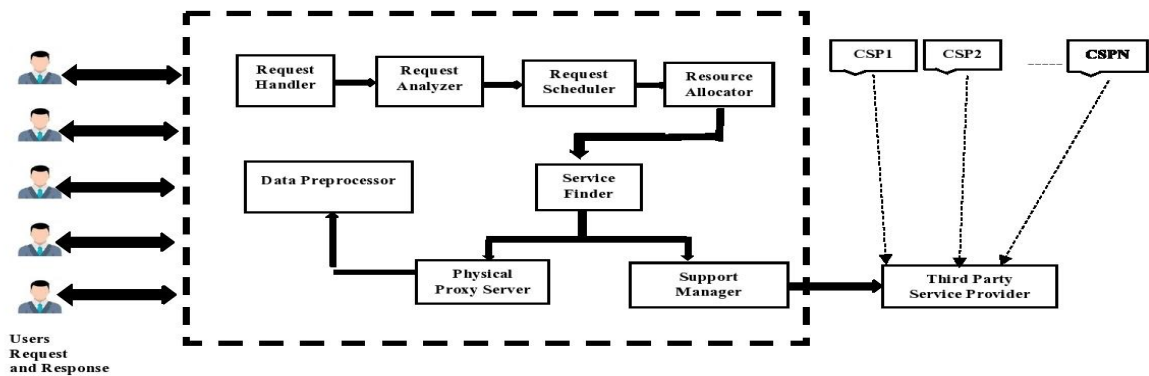 CSP1
CSP2
CSPN
Request
Handler
Request
Analyzer
Request
Scheduler
Resource
Allocator
Data Preprocessor
Service
Finder
Physical
Proxy Server
Support
Manager
Third Party
Service Provider
Users
Request
and Response